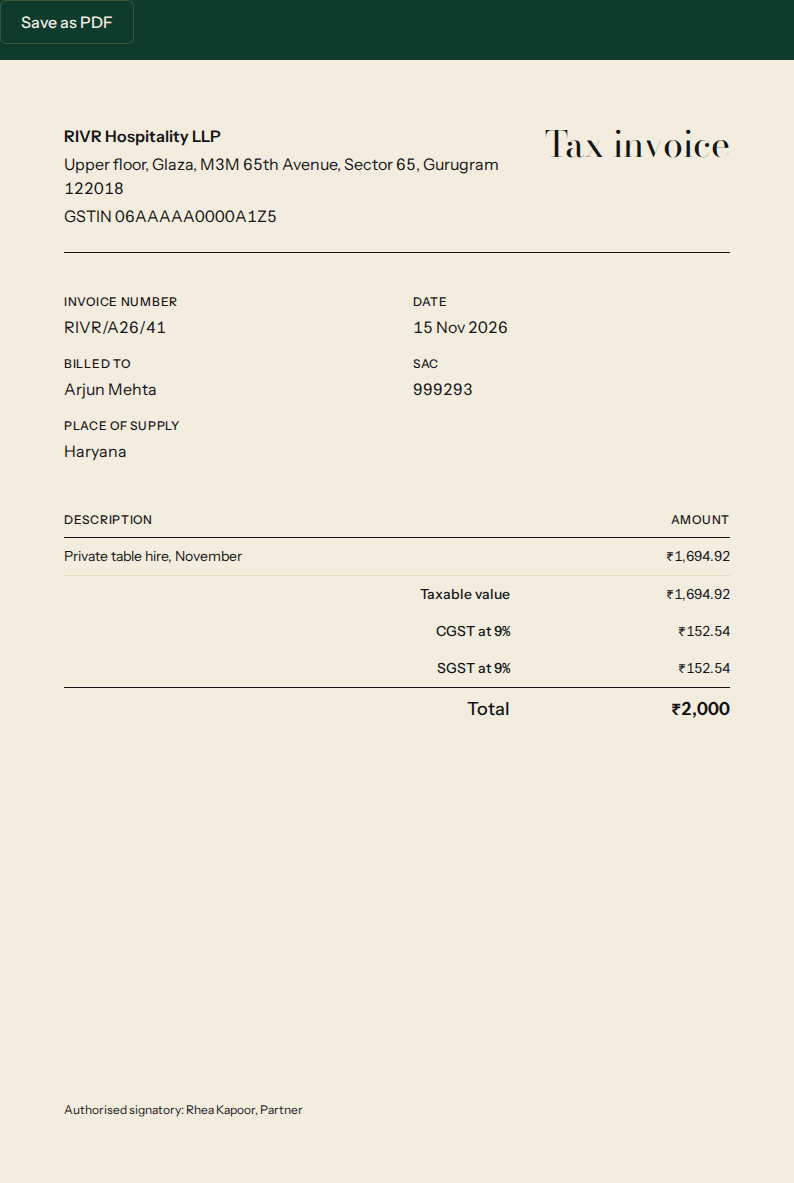 Save as PDF
RIVR Hospitality LLP
Tax invoice
Upper floor, Glaza, M3M 65th Avenue, Sector 65, Gurugram
122018
GSTIN 06AAAAA0000A1Z5
INVOICE NUMBER
DATE
RIVR/A26/41
15 Nov 2026
BILLED TO
SAC
Arjun Mehta
999293
PLACE OF SUPPLY
Haryana
DESCRIPTION AMOUNT
Private table hire, November ₹1,694.92
Taxable value ₹1,694.92
CGST at 9% ₹152.54
SGST at 9% ₹152.54
Total ₹2,000
Authorised signatory: Rhea Kapoor, Partner